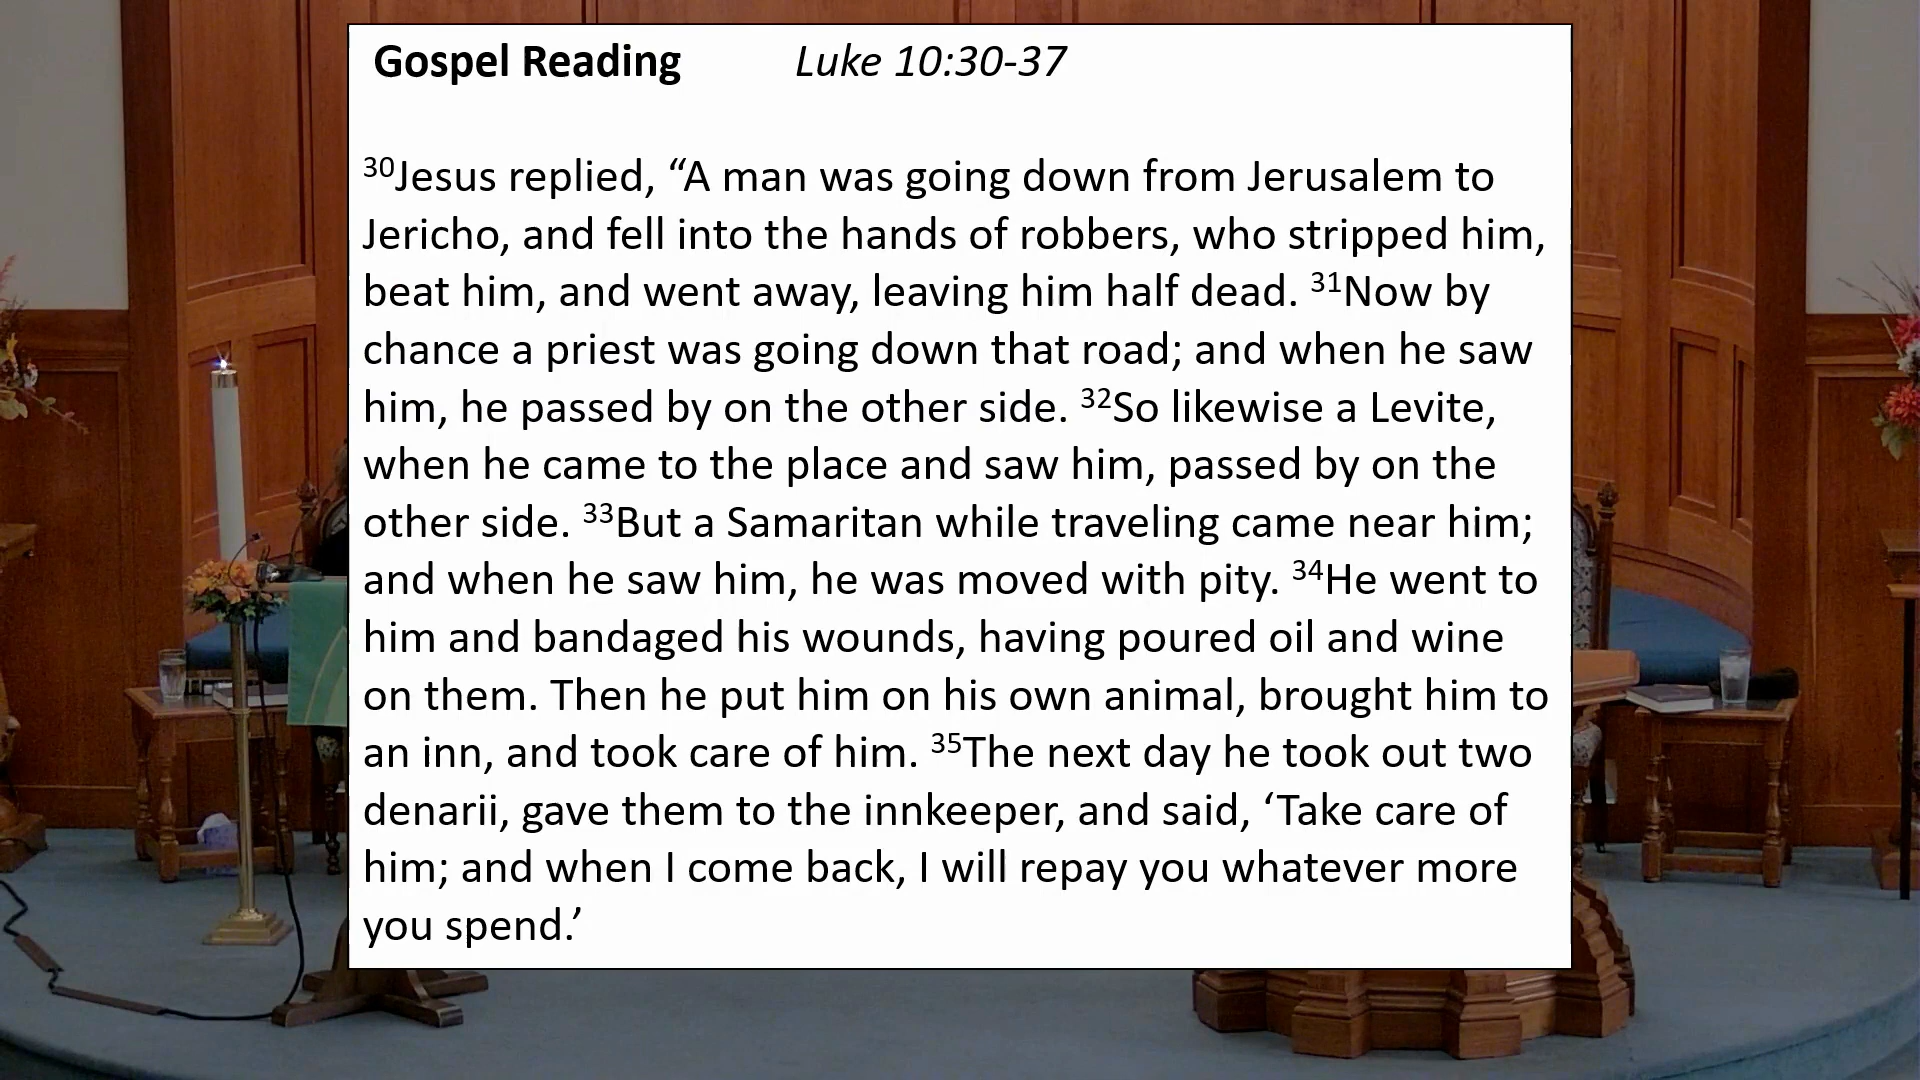 Gospel Reading Luke 10:30-37
³⁰Jesus replied, “A man was going down from Jerusalem to
Jericho, and fell into the hands of robbers, who stripped him,
beat him, and went away, leaving him half dead. ³¹Now by
chance a priest was going down that road; and when he saw
him, he passed by on the other side. ³²So likewise a Levite,
when he came to the place and saw him, passed by on the
other side. ³³But a Samaritan while traveling came near him;
and when he saw him, he was moved with pity. ³⁴He went to
him and bandaged his wounds, having poured oil and wine
on them. Then he put him on his own animal, brought him to
an inn, and took care of him. ³⁵The next day he took out two
denarii, gave them to the innkeeper, and said, ‘Take care of
him; and when I come back, I will repay you whatever more
you spend.’